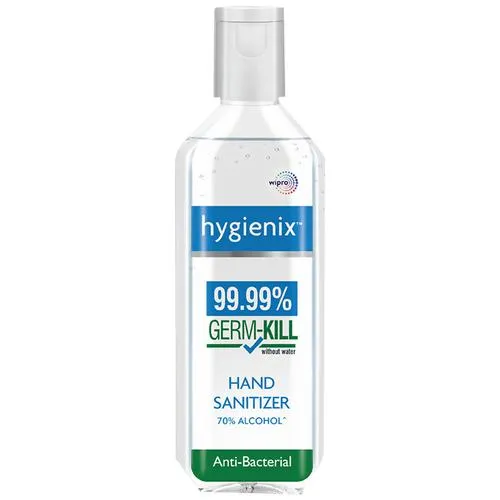 wipro
hygienix™
99.99%
GERM-KILL
without water
HAND
SANITIZER
70% ALCOHOL^
Anti-Bacterial